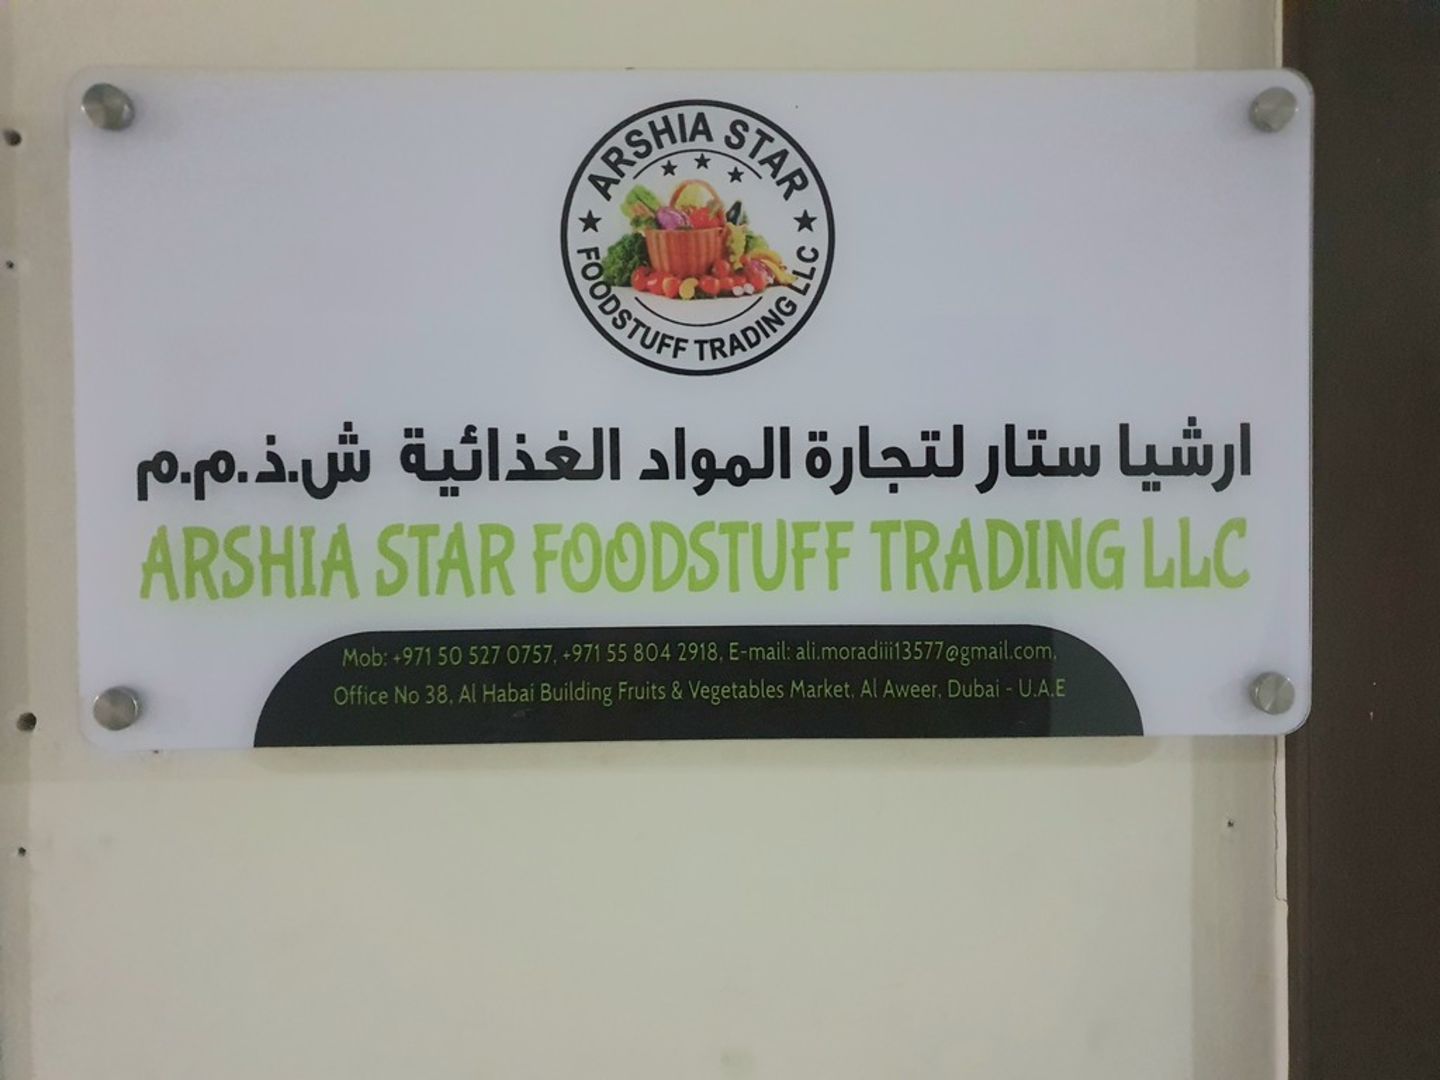 ARSHIA STAR
FOODSTUFF TRADING LLC
ارشيا ستار لتجارة المواد الغذائية ش.ذ.م.م
ARSHIA STAR FOODSTUFF TRADING LLC
Mob: +971 50 527 0757, +971 55 804 2918, E-mail: ali.moradiii13577@gmail.com,
Office No 38, Al Habai Building Fruits & Vegetables Market, Al Aweer, Dubai - U.A.E